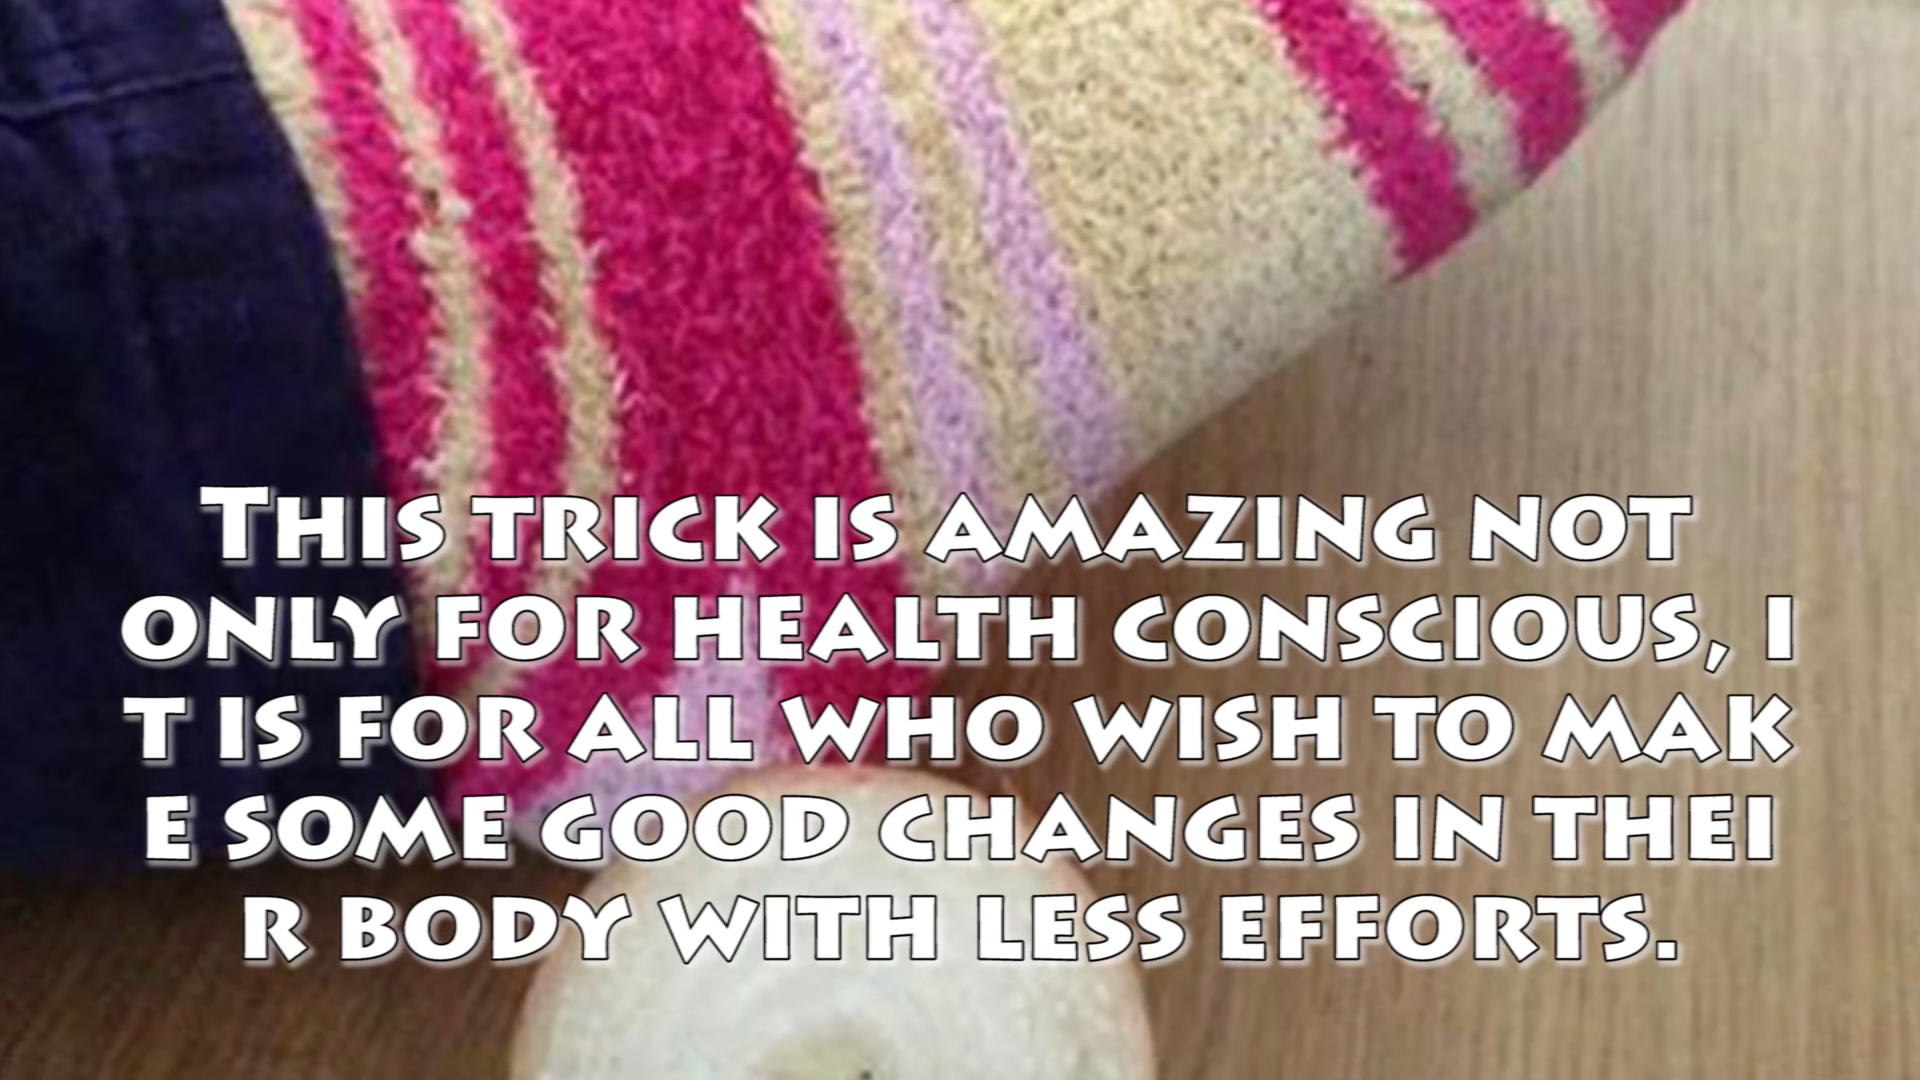 This trick is amazing not
only for health conscious, i
t is for all who wish to mak
e some good changes in thei
r body with less efforts.